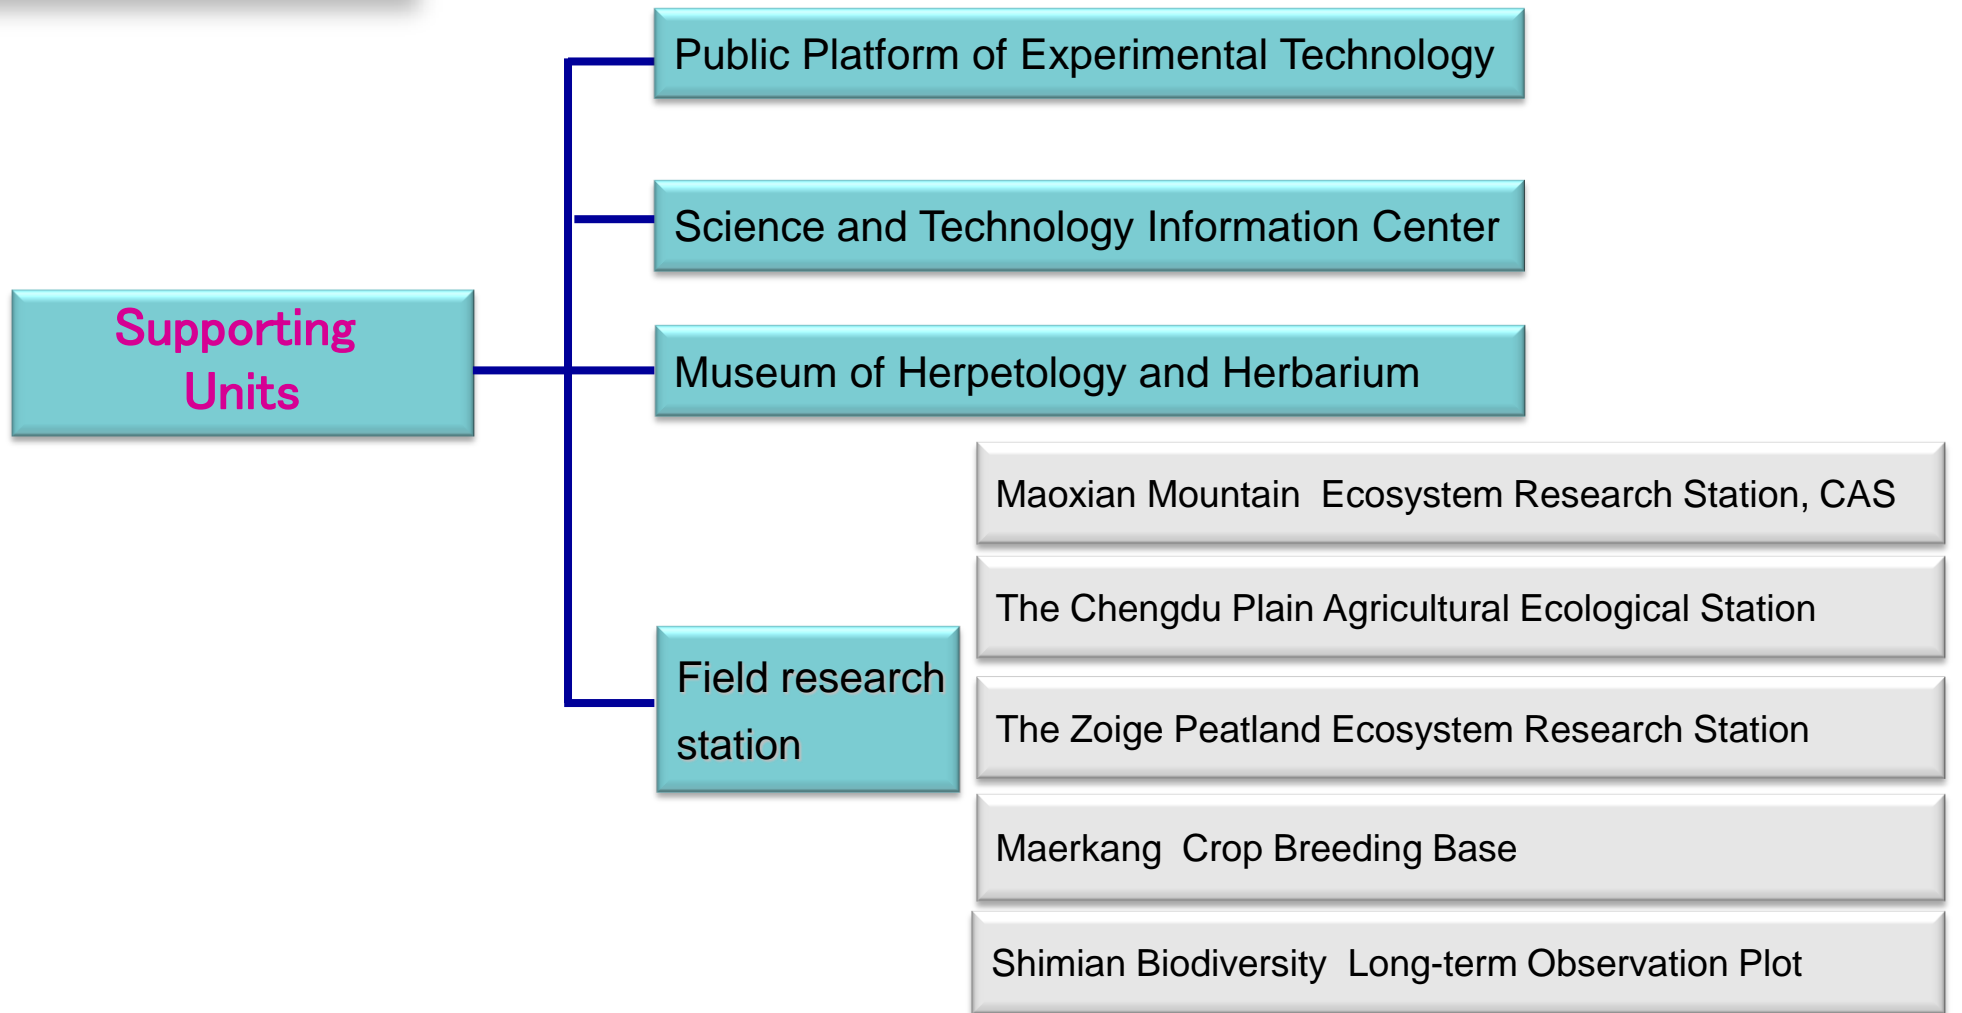 Public Platform of Experimental Technology
Science and Technology Information Center
Supporting
Units
Museum of Herpetology and Herbarium
Maoxian Mountain  Ecosystem Research Station, CAS
The Chengdu Plain Agricultural Ecological Station
Field research
station
The Zoige Peatland Ecosystem Research Station
Maerkang  Crop Breeding Base
Shimian Biodiversity  Long-term Observation Plot